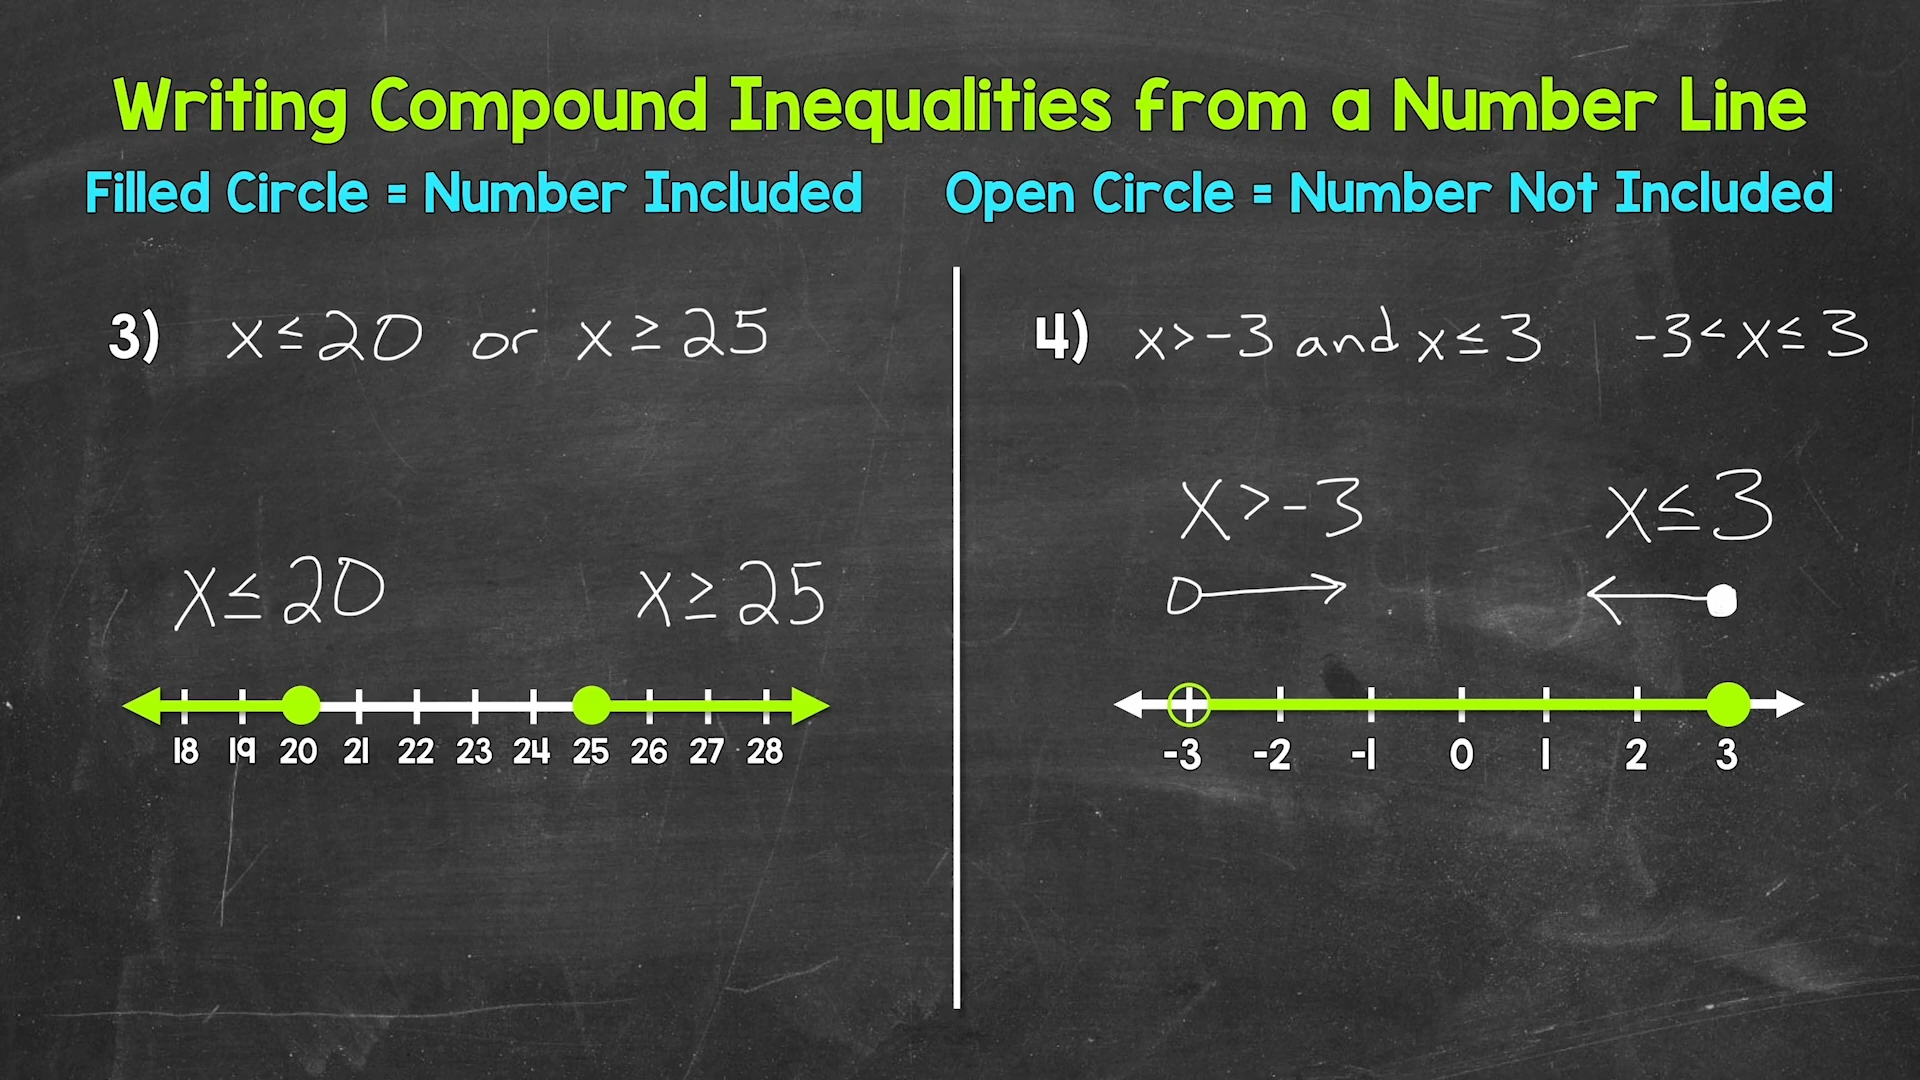 Writing Compound Inequalities from a Number Line
Filled Circle = Number Included
Open Circle = Number Not Included
3) x ≤ 20 or x ≥ 25
x ≤ 20
x ≥ 25
18 19 20 21 22 23 24 25 26 27 28
4) x > -3 and x ≤ 3
-3 < x ≤ 3
x > -3
x ≤ 3
-3 -2 -1 0 1 2 3